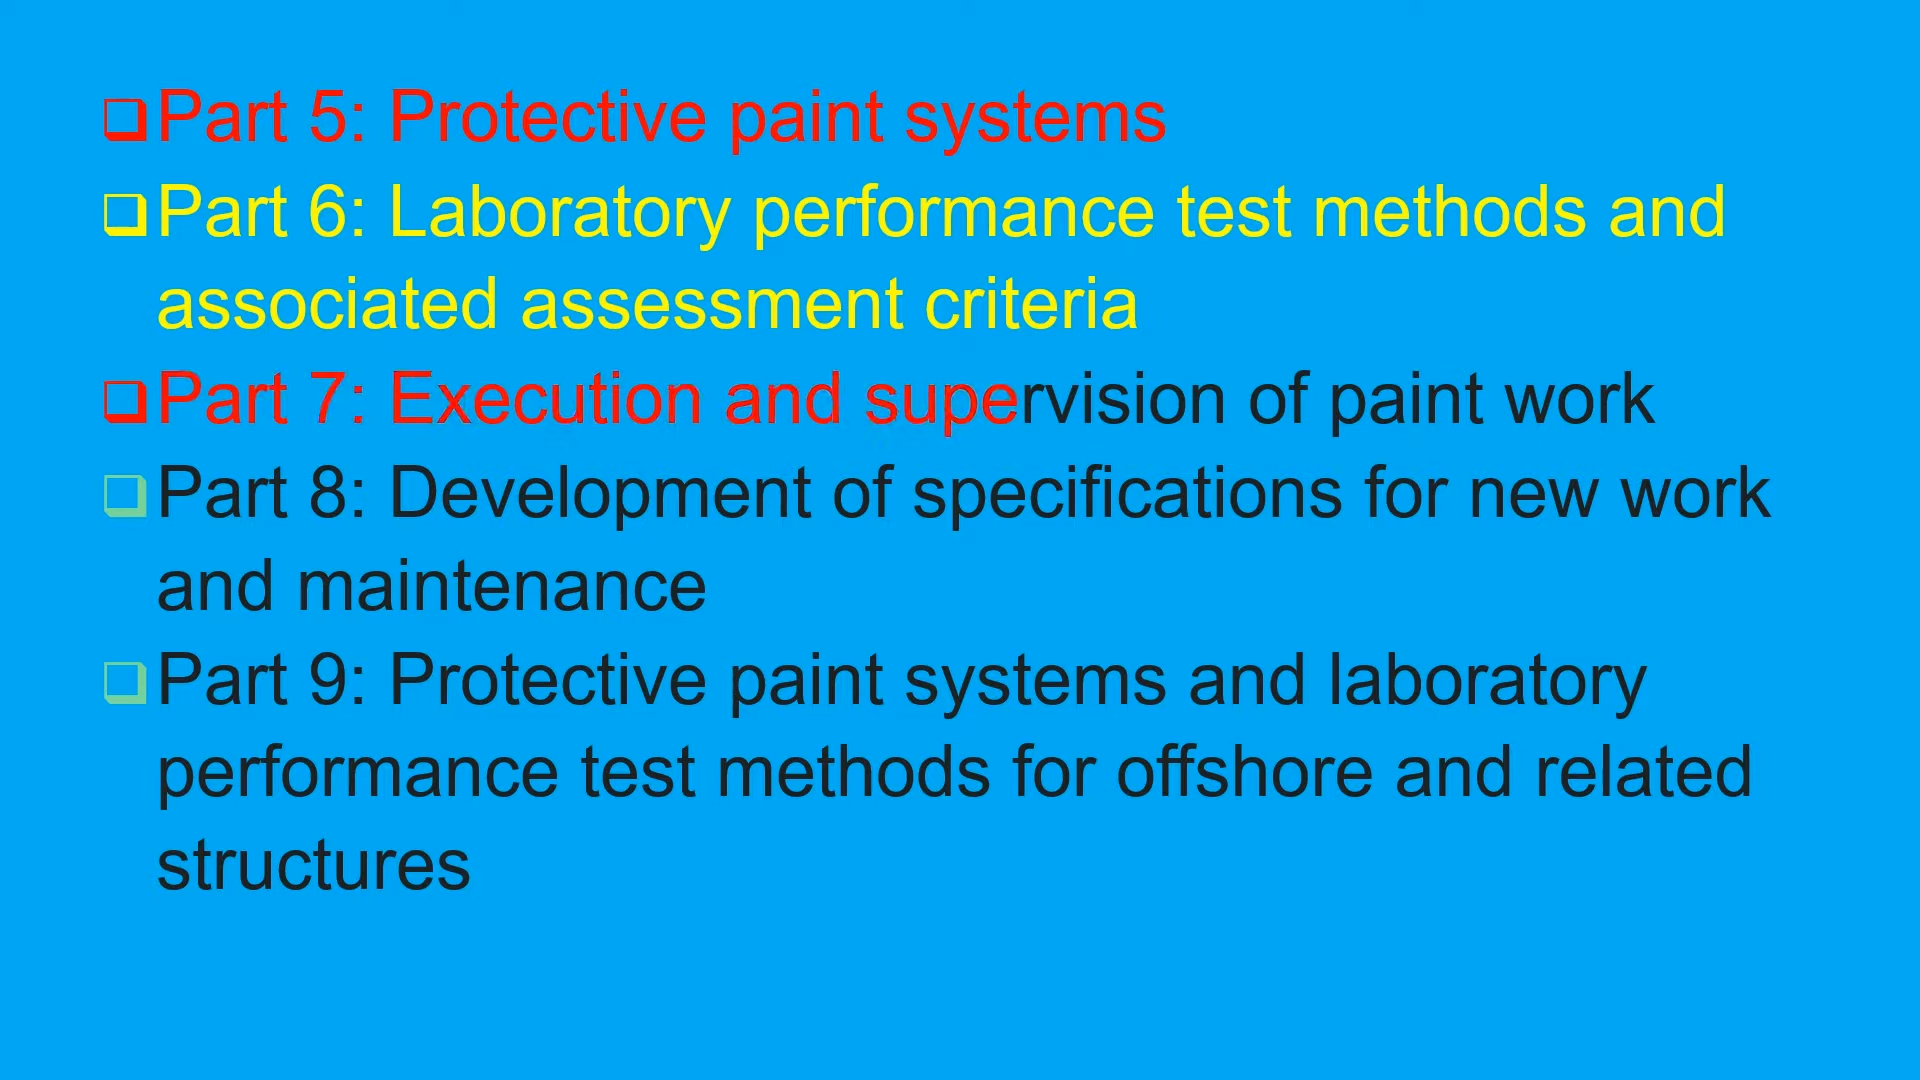 ❑Part 5: Protective paint systems
❑Part 6: Laboratory performance test methods and
associated assessment criteria
❑Part 7: Execution and supervision of paint work
❑Part 8: Development of specifications for new work
and maintenance
❑Part 9: Protective paint systems and laboratory
performance test methods for offshore and related
structures